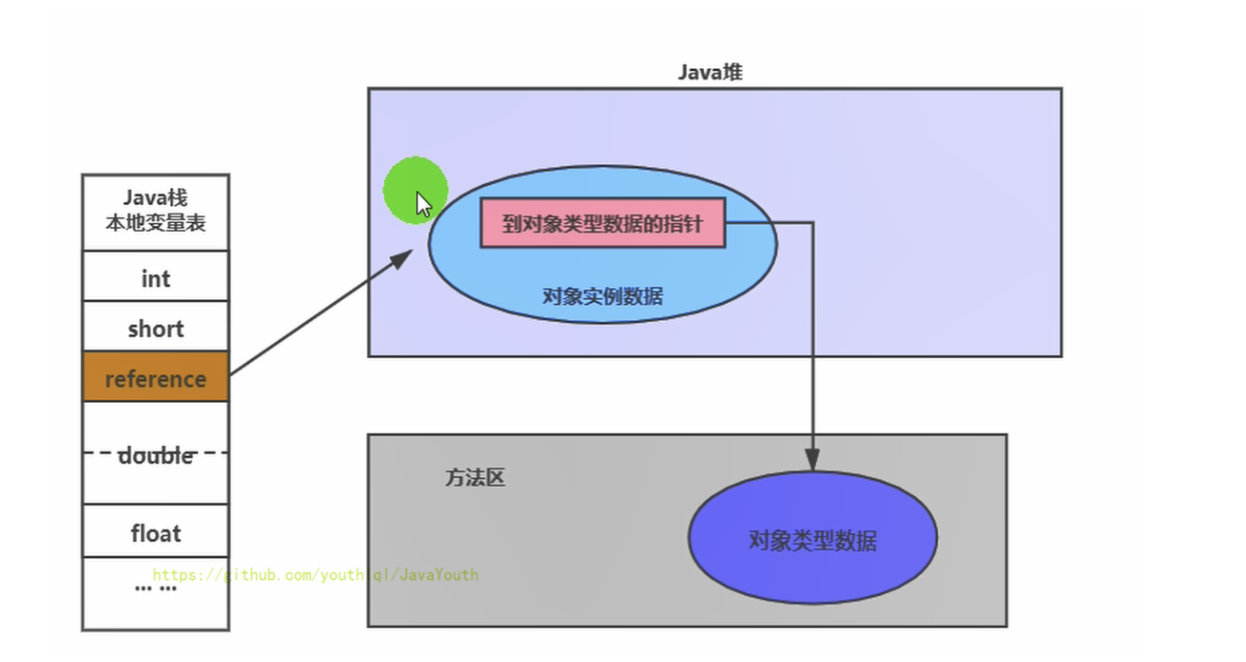 Java堆
Java栈
本地变量表
到对象类型数据的指针
int
对象实例数据
short
reference
double
方法区
float
对象类型数据
https://github.com/youthjql/JavaYouth
... ...